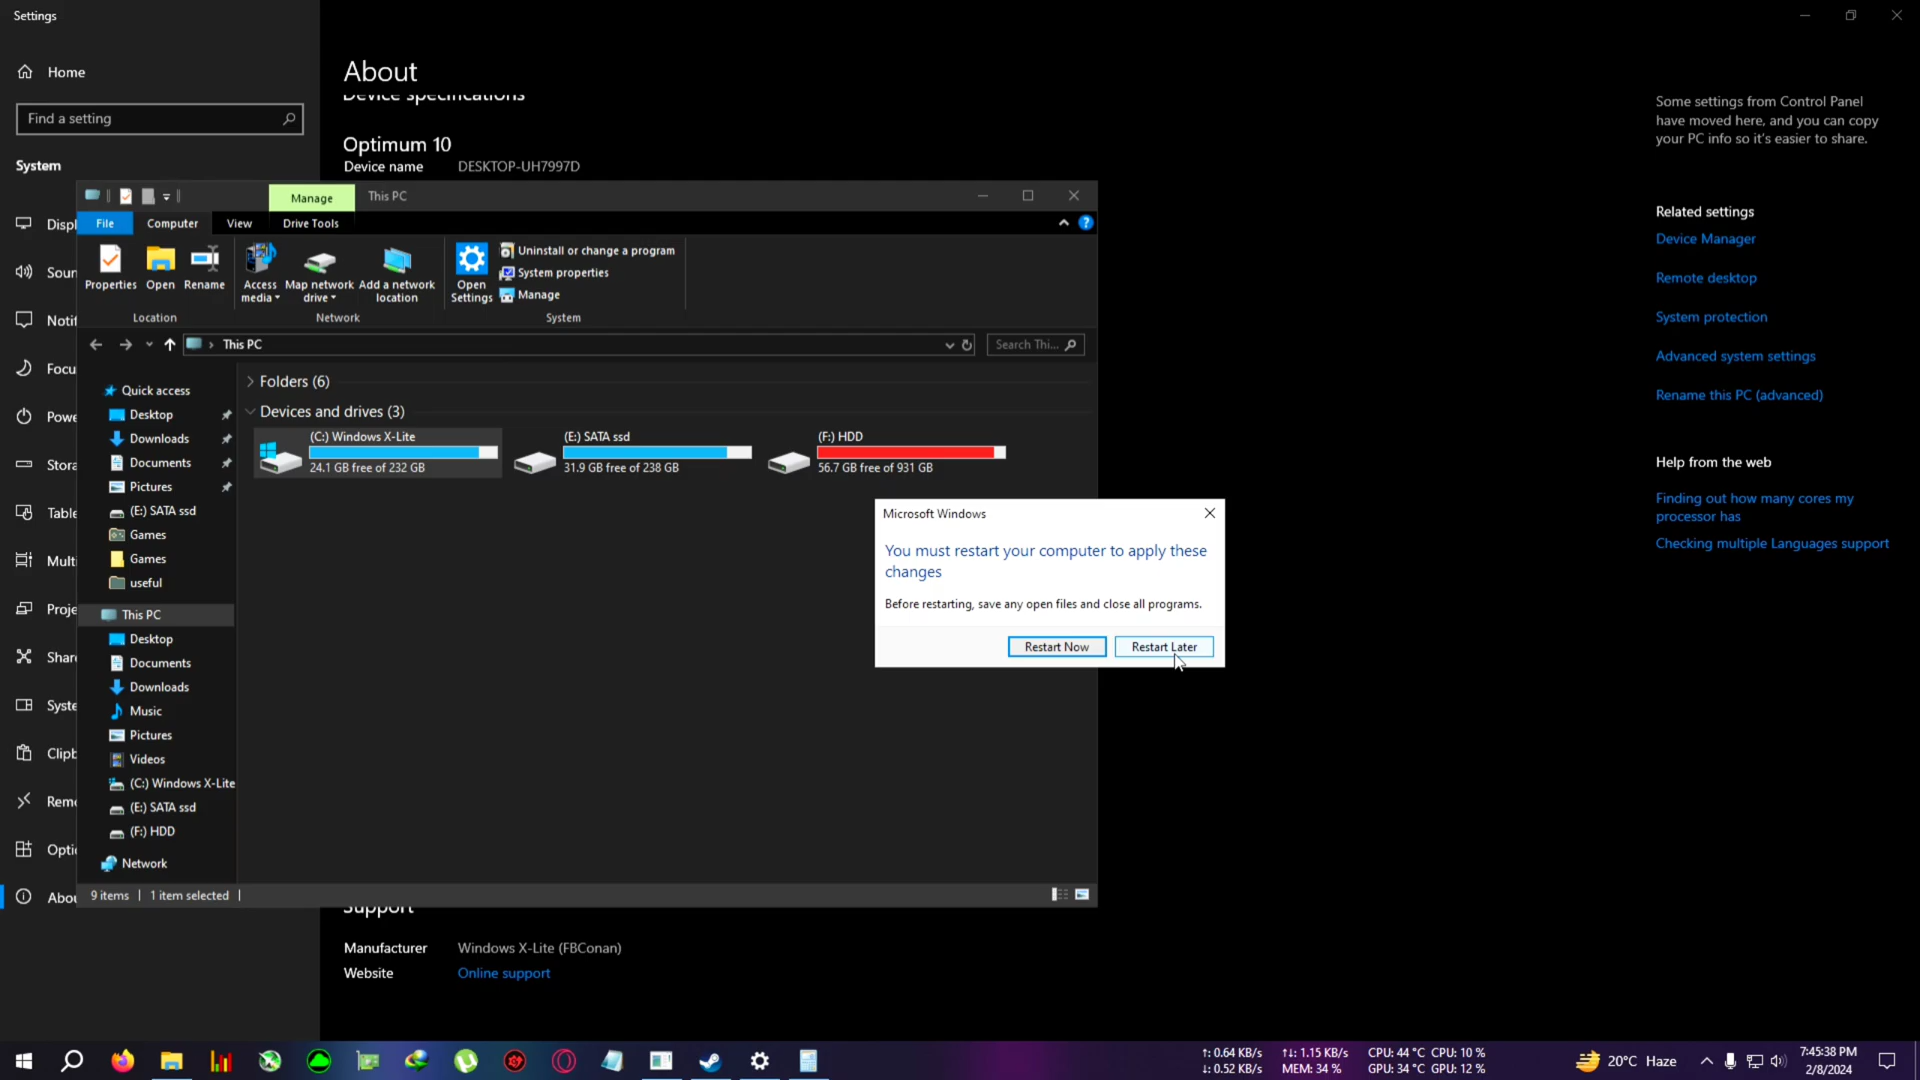 Settings
Home
Find a setting
System
Displ
Soun
Notif
Focu
Powe
Stora
Table
Multi
Proje
Share
Syste
Clipb
Remo
Optio
Abou
About
Device specifications
Optimum 10
Device name DESKTOP-UH7997D
Manage
This PC
File
Computer
View
Drive Tools
Properties
Open
Rename
Access media
Map network drive
Add a network location
Open Settings
Uninstall or change a program
System properties
Manage
Location
Network
System
This PC
Search Thi...
Quick access
Desktop
Downloads
Documents
Pictures
(E:) SATA ssd
Games
Games
useful
This PC
Desktop
Documents
Downloads
Music
Pictures
Videos
(C:) Windows X-Lite
(E:) SATA ssd
(F:) HDD
Network
Folders (6)
Devices and drives (3)
(C:) Windows X-Lite
24.1 GB free of 232 GB
(E:) SATA ssd
31.9 GB free of 238 GB
(F:) HDD
56.7 GB free of 931 GB
9 items
1 item selected
Microsoft Windows
You must restart your computer to apply these
changes
Before restarting, save any open files and close all programs.
Restart Now
Restart Later
Support
Manufacturer Windows X-Lite (FBConan)
Website Online support
Some settings from Control Panel
have moved here, and you can copy
your PC info so it's easier to share.
Related settings
Device Manager
Remote desktop
System protection
Advanced system settings
Rename this PC (advanced)
Help from the web
Finding out how many cores my
processor has
Checking multiple Languages support
↑: 0.64 KB/s ↑↓: 1.15 KB/s CPU: 44 °C CPU: 10 %
↓: 0.52 KB/s MEM: 34 % GPU: 34 °C GPU: 12 %
20°C Haze
7:45:38 PM
2/8/2024